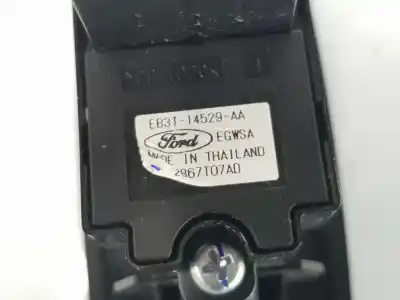 EB3T-14529-AA
Ford EGWSA
MADE IN THAILAND
2967T07AD